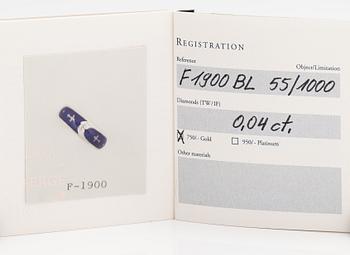 F-1900
REGISTRATION
Reference Object/Limitation
F1900 BL 55/1000
Diamonds (TW/IF)
0,04 ct.
X 750/- Gold 950/- Platinum
Other materials